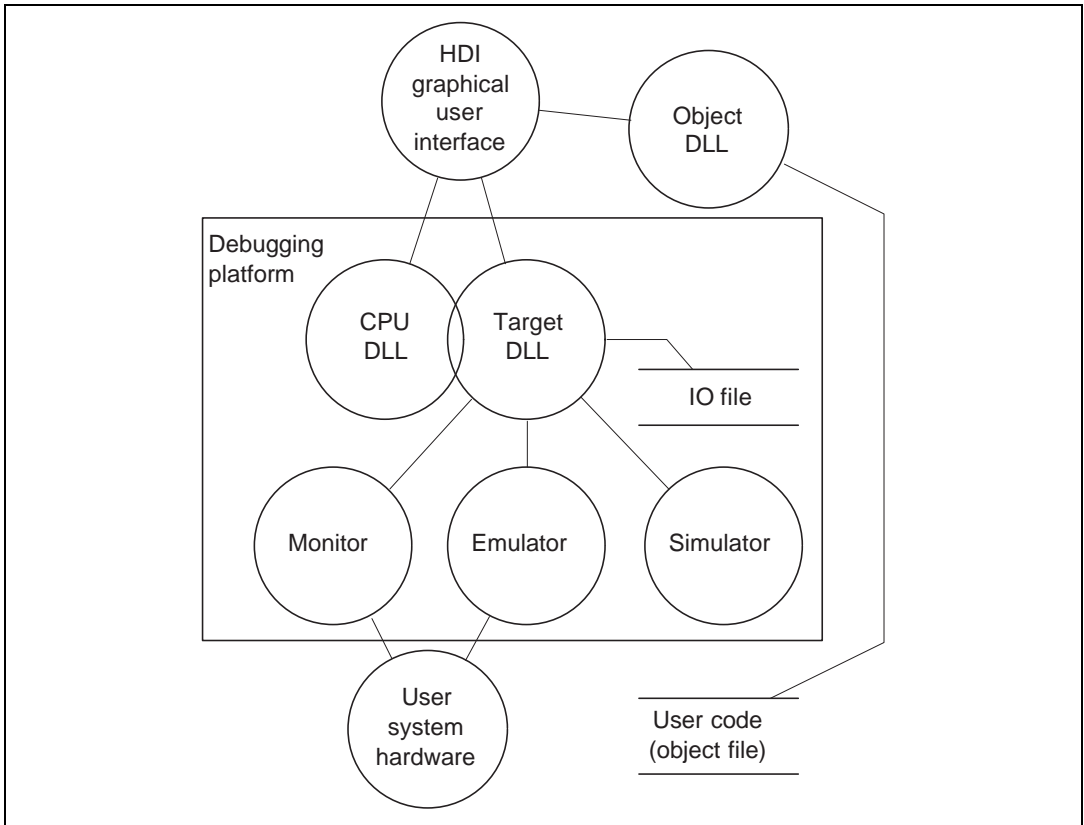 HDI
graphical
user
interface
Object
DLL
Debugging
platform
CPU
DLL
Target
DLL
IO file
Monitor
Emulator
Simulator
User
system
hardware
User code
(object file)